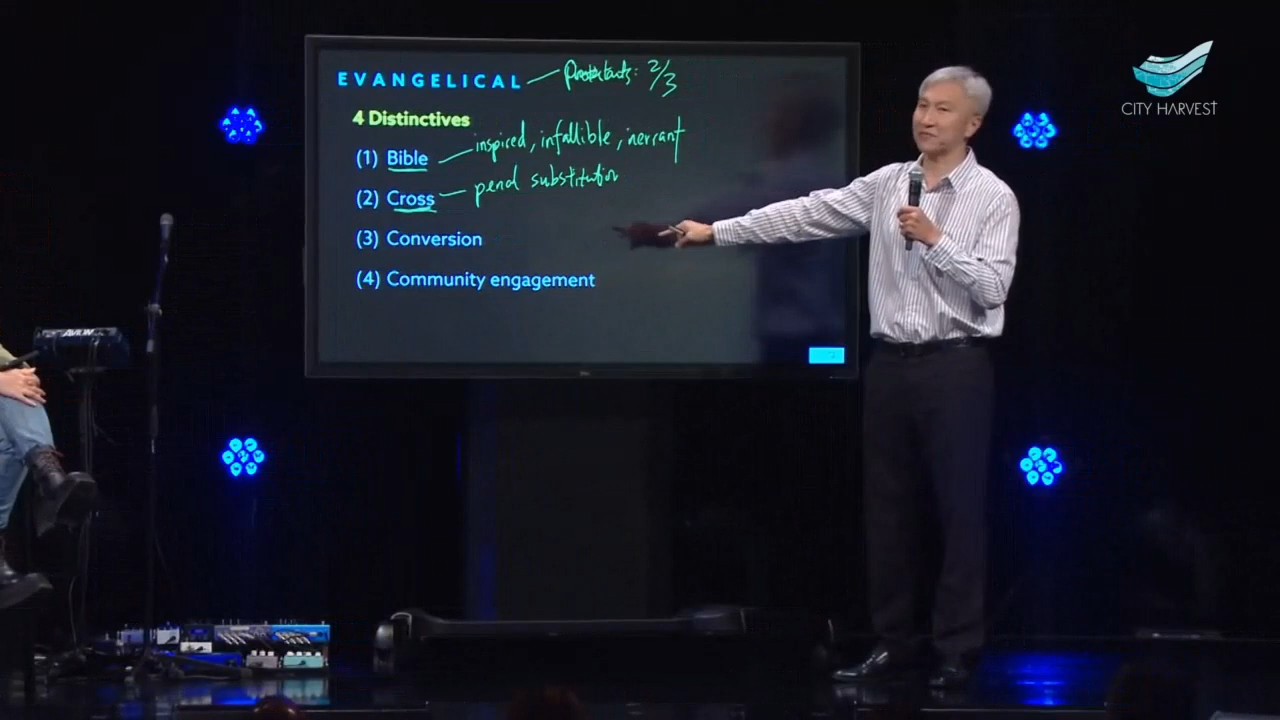 EVANGELICAL — Protestants: 2/3
4 Distinctives
(1) Bible — inspired, infallible, inerrant
(2) Cross — penal substitution
(3) Conversion
(4) Community engagement
CITY HARVEST
AVION